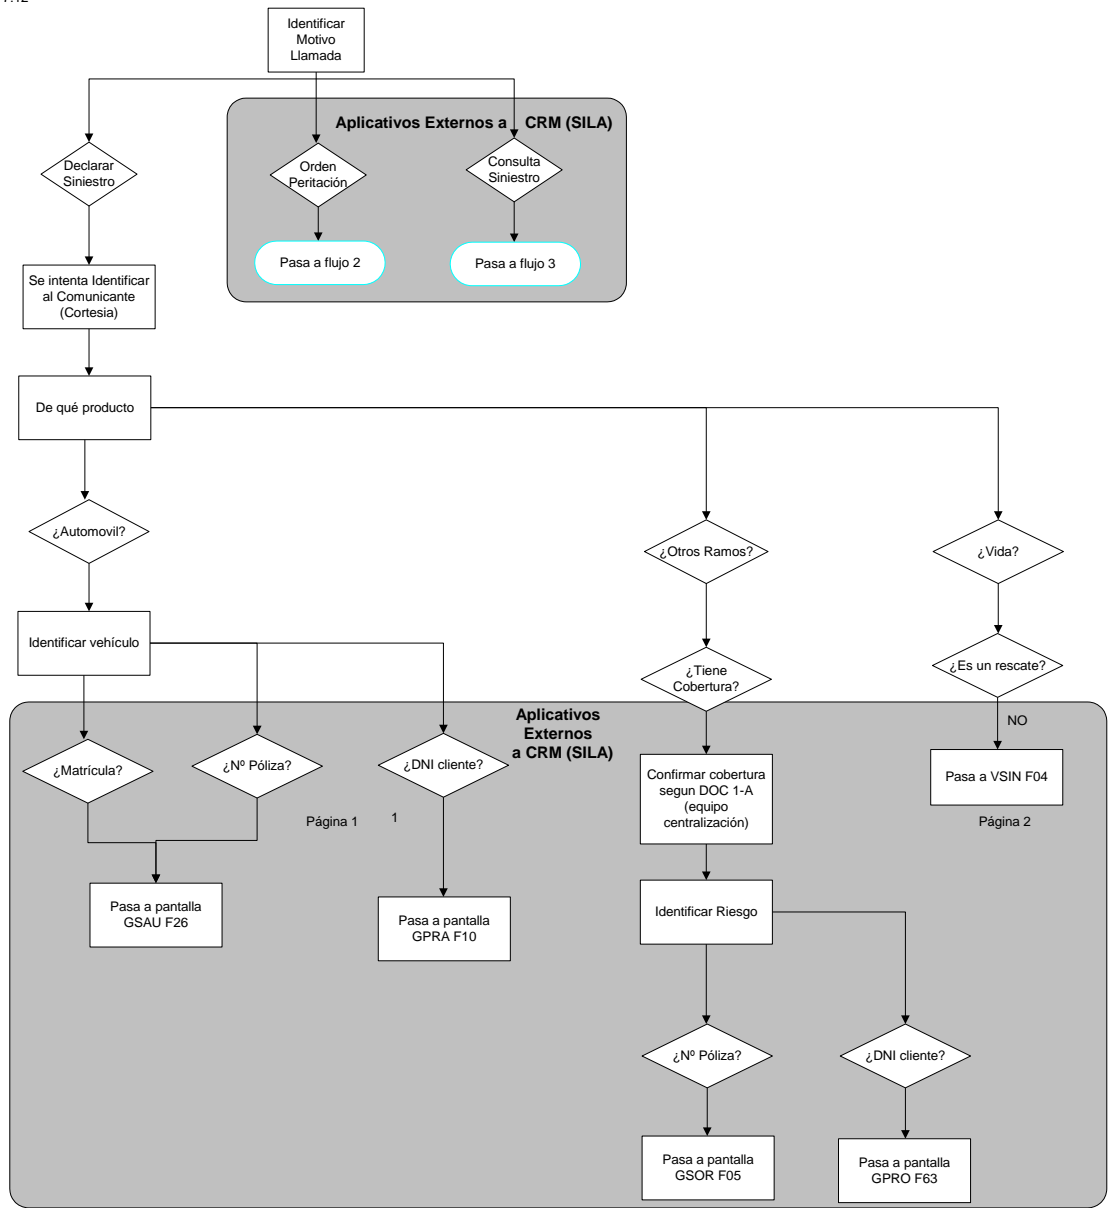 Identificar
Motivo
Llamada
Aplicativos Externos a CRM (SILA)
Declarar
Siniestro
Orden
Peritación
Consulta
Siniestro
Pasa a flujo 2
Pasa a flujo 3
Se intenta Identificar
al Comunicante
(Cortesia)
De qué producto
¿Automovil?
¿Otros Ramos?
¿Vida?
Identificar vehículo
¿Tiene
Cobertura?
¿Es un rescate?
Aplicativos
Externos
a CRM (SILA)
NO
¿Matrícula?
¿Nº Póliza?
¿DNI cliente?
Confirmar cobertura
segun DOC 1-A
(equipo
centralización)
Pasa a VSIN F04
Página 1
1
Página 2
Pasa a pantalla
GSAU F26
Pasa a pantalla
GPRA F10
Identificar Riesgo
¿Nº Póliza?
¿DNI cliente?
Pasa a pantalla
GSOR F05
Pasa a pantalla
GPRO F63